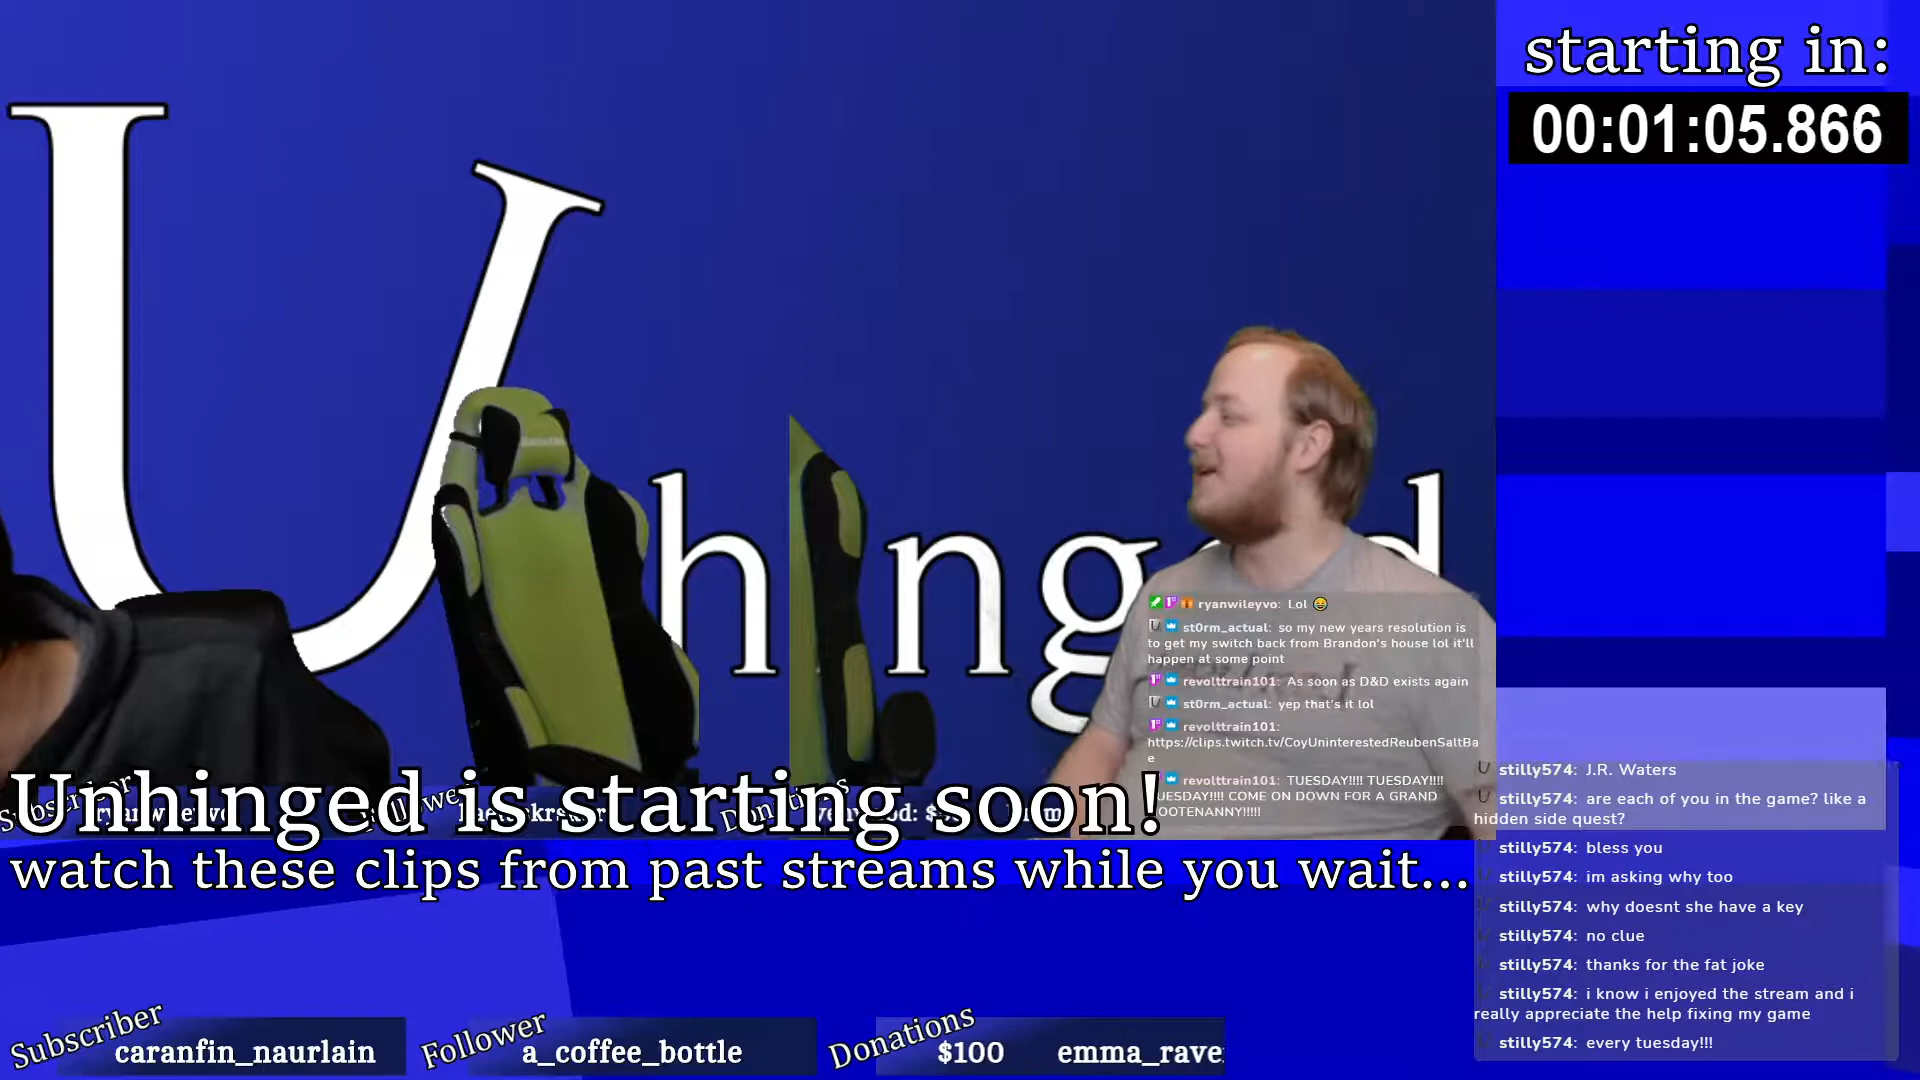 starting in:
00:01:05.866
U
h
ng
d
ryanwileyvo: Lol 😂
st0rm_actual: so my new years resolution is
to get my switch back from Brandon's house lol it'll
happen at some point
revolttrain101: As soon as D&D exists again
st0rm_actual: yep that's it lol
revolttrain101:
https://clips.twitch.tv/CoyUninterestedReubenSaltBa
e
revolttrain101: TUESDAY!!!! TUESDAY!!!!
UESDAY!!!! COME ON DOWN FOR A GRAND
OOTENANNY!!!!!
Subscriber
Donations
Unhinged is starting soon!
watch these clips from past streams while you wait...
stilly574: J.R. Waters
stilly574: are each of you in the game? like a
hidden side quest?
stilly574: bless you
stilly574: im asking why too
stilly574: why doesnt she have a key
stilly574: no clue
stilly574: thanks for the fat joke
stilly574: i know i enjoyed the stream and i
really appreciate the help fixing my game
stilly574: every tuesday!!!
Subscriber
caranfin_naurlain
Follower
a_coffee_bottle
Donations
$100 emma_rave